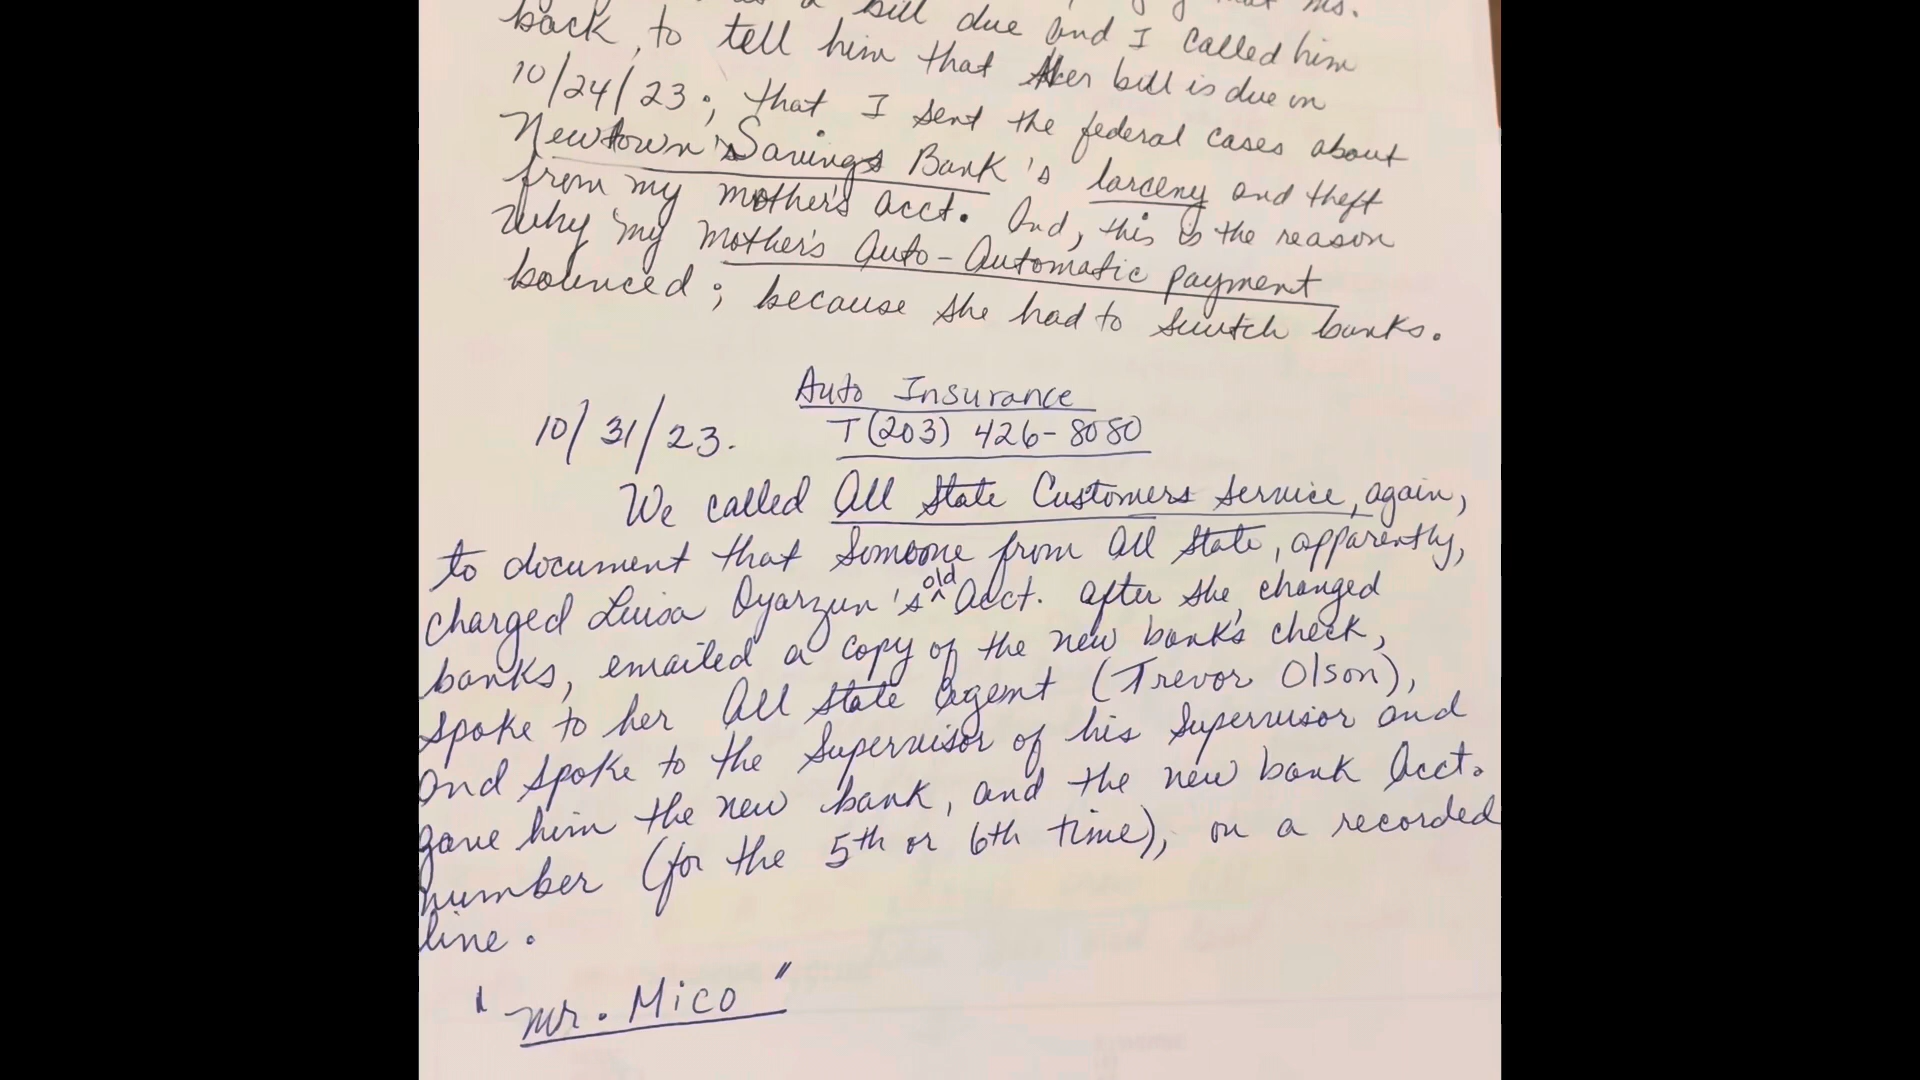 a bill due and I called him
back, to tell him that Her bill is due on
10/24/23; that I sent the federal cases about
Newtown's Savings Bank's larceny and theft
from my mother's acct. And, this is the reason
why my mother's Auto-Automatic payment
bounced; because she had to switch banks.
Auto Insurance
10/31/23. T(203) 426-8080
We called All State Customers Service, again,
to document that someone from All State, apparently,
charged Luisa Oyarzun's old Acct. after she changed
banks, emailed a copy of the new bank's check,
spoke to her All State Agent (Trevor Olson),
and spoke to the Supervisor of his Supervisor and
gave him the new bank, and the new bank Acct.
number (for the 5th or 6th time), on a recorded
line.
"Mr. Mico"